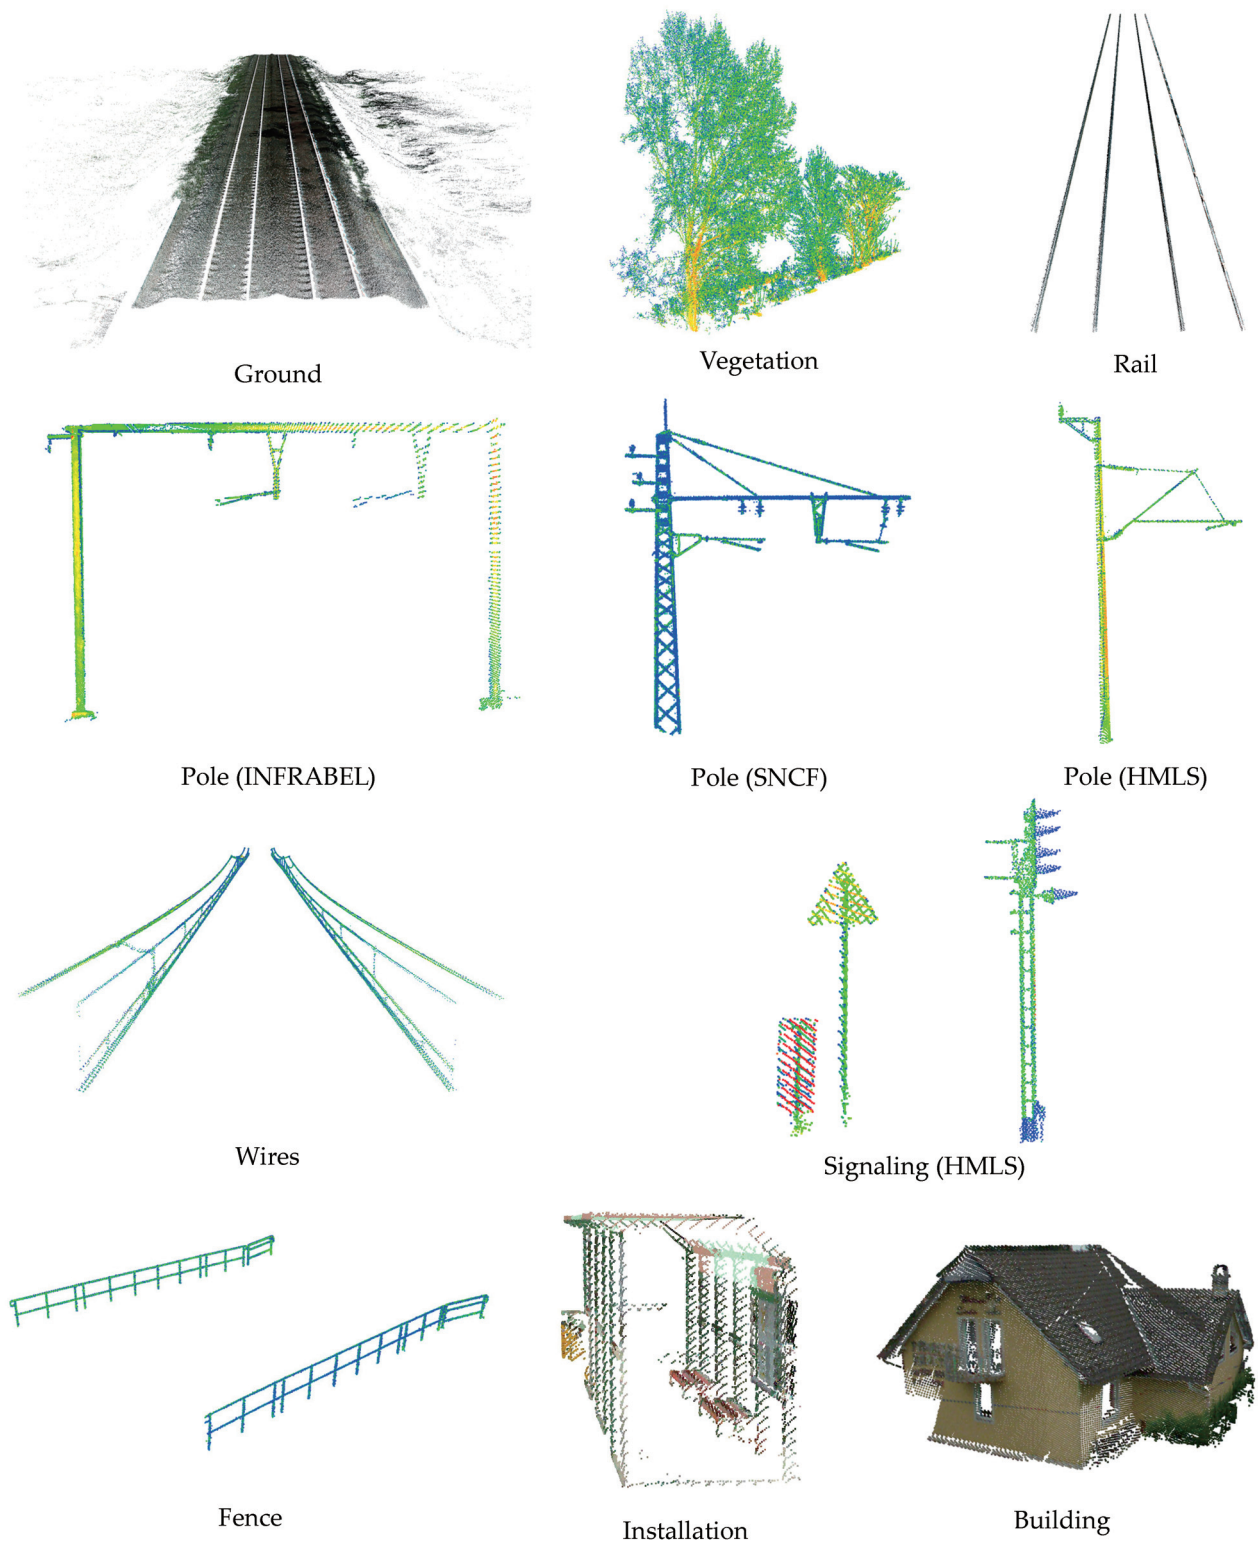 Ground
Vegetation
Rail
Pole (INFRABEL)
Pole (SNCF)
Pole (HMLS)
Wires
Signaling (HMLS)
Fence
Installation
Building